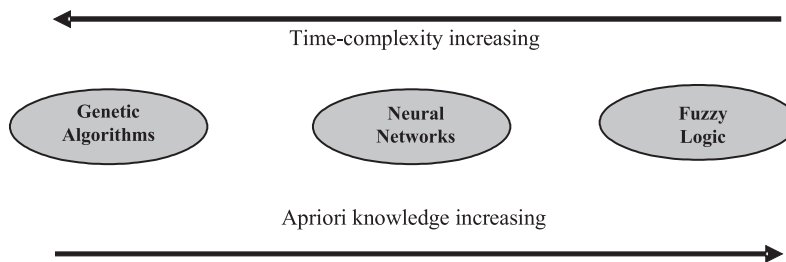 Time-complexity increasing
Genetic
Algorithms
Neural
Networks
Fuzzy
Logic
Apriori knowledge increasing